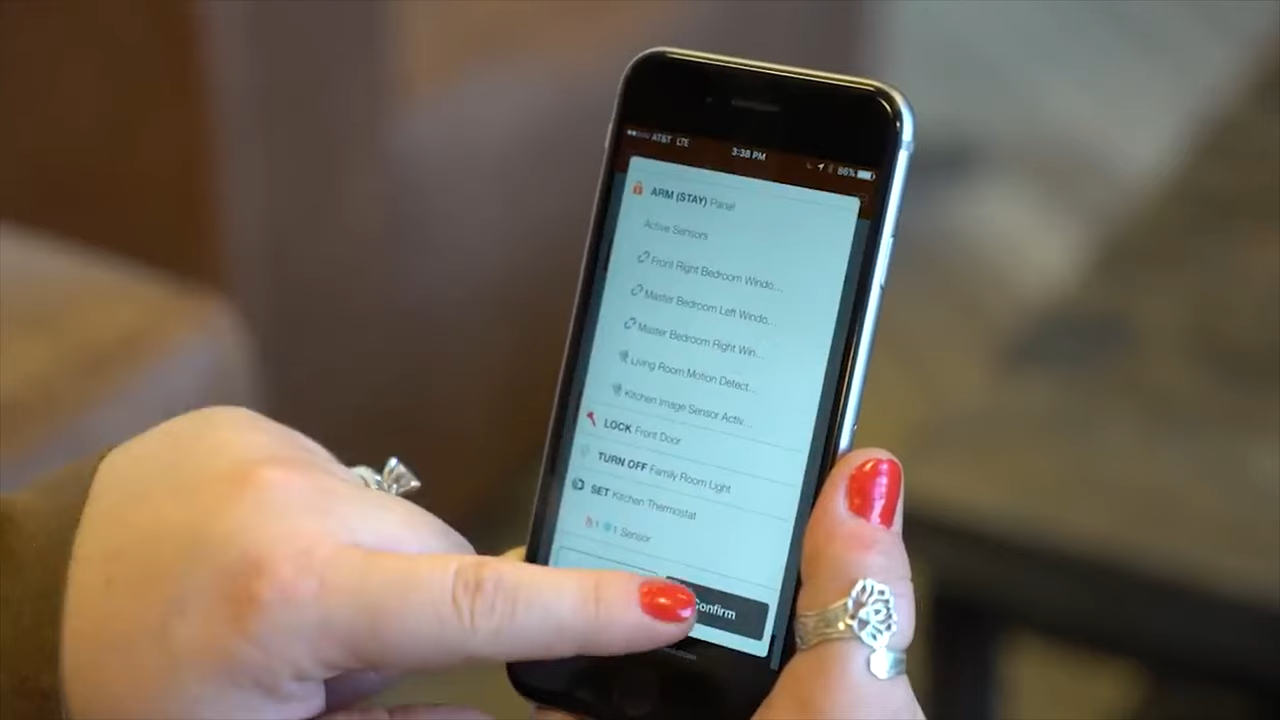 AT&T LTE 3:38 PM 86%
ARM (STAY) Panel
Active Sensors
Front Right Bedroom Windo...
Master Bedroom Left Windo...
Master Bedroom Right Win...
Living Room Motion Detect...
Kitchen Image Sensor Activ...
LOCK Front Door
TURN OFF Family Room Light
SET Kitchen Thermostat
1 1 Sensor
Confirm